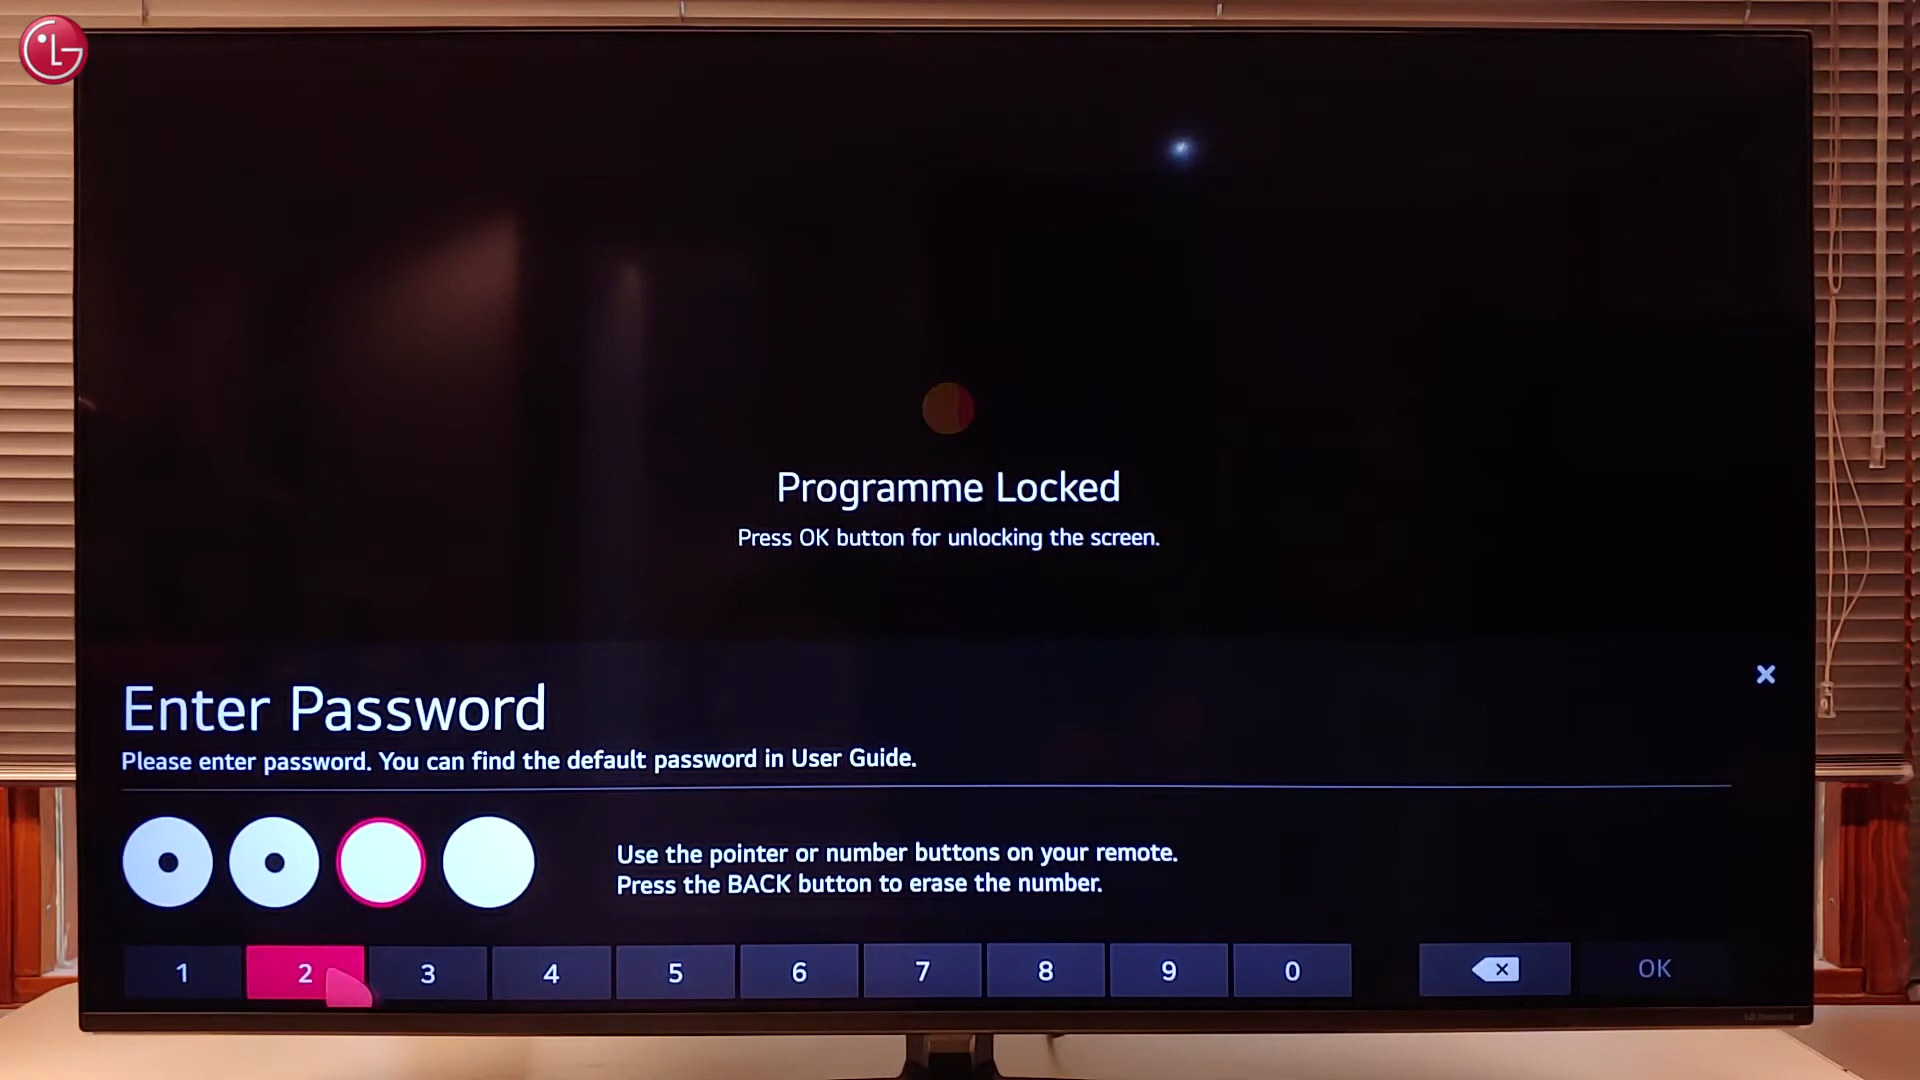 LG
Programme Locked
Press OK button for unlocking the screen.
Enter Password
Please enter password. You can find the default password in User Guide.
Use the pointer or number buttons on your remote.
Press the BACK button to erase the number.
1 2 3 4 5 6 7 8 9 0 OK